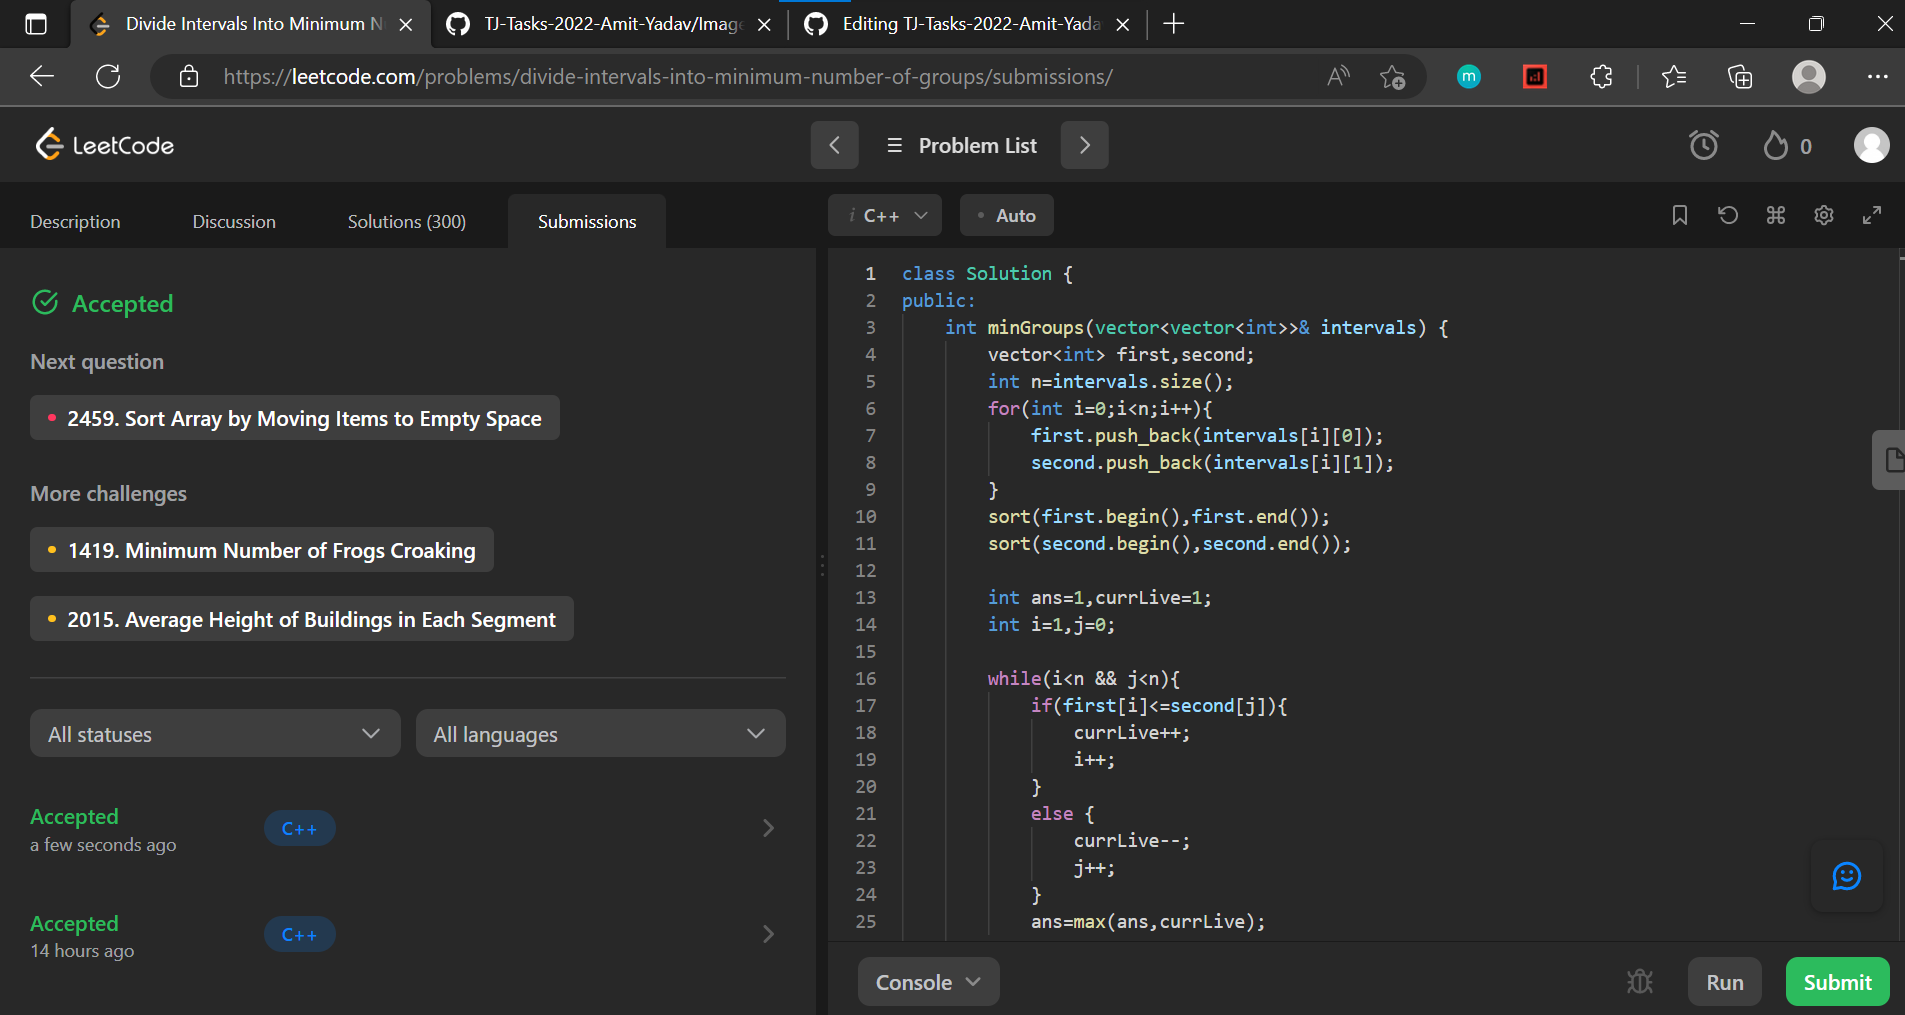 Divide Intervals Into Minimum N
TJ-Tasks-2022-Amit-Yadav/Image
Editing TJ-Tasks-2022-Amit-Yada
https://leetcode.com/problems/divide-intervals-into-minimum-number-of-groups/submissions/
m
LeetCode
Problem List
0
Description
Discussion
Solutions (300)
Submissions
i C++
Auto
Accepted
Next question
2459. Sort Array by Moving Items to Empty Space
More challenges
1419. Minimum Number of Frogs Croaking
2015. Average Height of Buildings in Each Segment
All statuses
All languages
Accepted
a few seconds ago
C++
Accepted
14 hours ago
C++
1 class Solution {
2 public:
3 int minGroups(vector<vector<int>>& intervals) {
4 vector<int> first,second;
5 int n=intervals.size();
6 for(int i=0;i<n;i++){
7 first.push_back(intervals[i][0]);
8 second.push_back(intervals[i][1]);
9 }
10 sort(first.begin(),first.end());
11 sort(second.begin(),second.end());
12
13 int ans=1,currLive=1;
14 int i=1,j=0;
15
16 while(i<n && j<n){
17 if(first[i]<=second[j]){
18 currLive++;
19 i++;
20 }
21 else {
22 currLive--;
23 j++;
24 }
25 ans=max(ans,currLive);
Console
Run
Submit